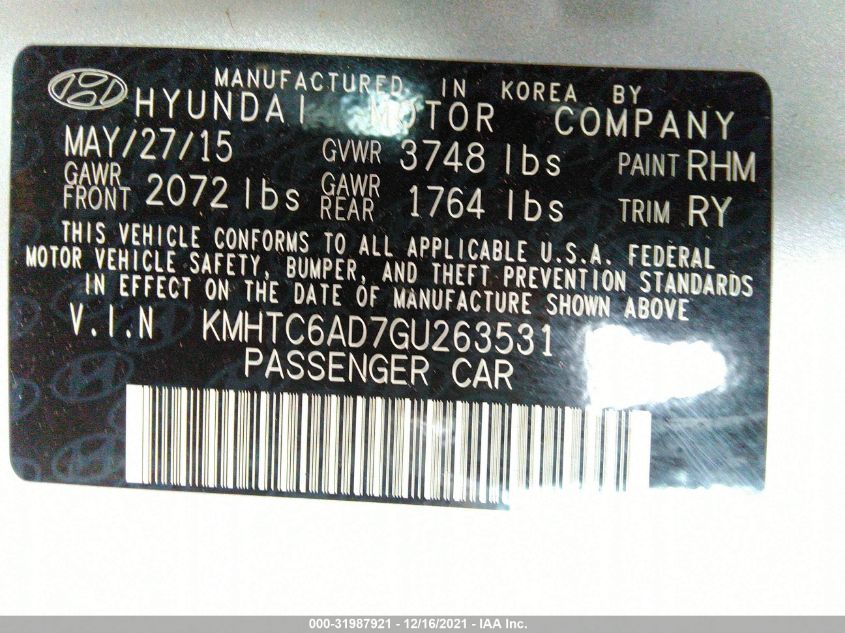 MANUFACTURED IN KOREA BY
HYUNDAI MOTOR COMPANY
MAY/27/15 GVWR 3748 lbs PAINT RHM
GAWR FRONT 2072 lbs GAWR REAR 1764 lbs TRIM RY
THIS VEHICLE CONFORMS TO ALL APPLICABLE U.S.A. FEDERAL
MOTOR VEHICLE SAFETY, BUMPER, AND THEFT PREVENTION STANDARDS
IN EFFECT ON THE DATE OF MANUFACTURE SHOWN ABOVE
V.I.N KMHTC6AD7GU263531
PASSENGER CAR
000-31987921 - 12/16/2021 - IAA Inc.